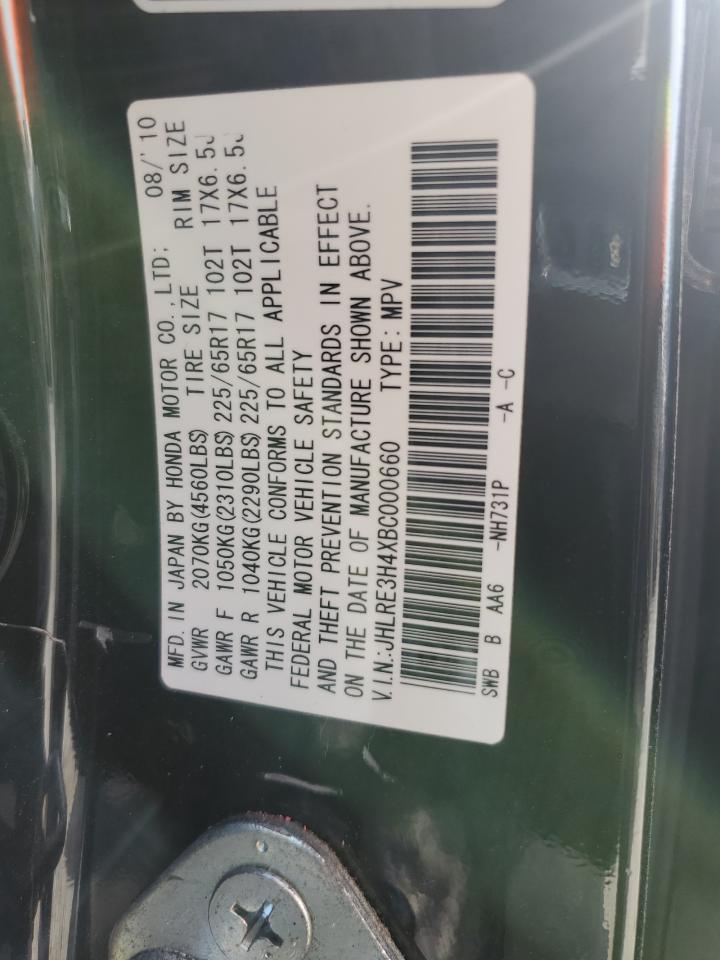 MFD. IN JAPAN BY HONDA MOTOR CO.,LTD; 08/'10
GVWR 2070KG(4560LBS) TIRE SIZE RIM SIZE
GAWR F 1050KG(2310LBS) 225/65R17 102T 17X6.5J
GAWR R 1040KG(2290LBS) 225/65R17 102T 17X6.5J
THIS VEHICLE CONFORMS TO ALL APPLICABLE
FEDERAL MOTOR VEHICLE SAFETY
AND THEFT PREVENTION STANDARDS IN EFFECT
ON THE DATE OF MANUFACTURE SHOWN ABOVE.
V.I.N.:JHLRE3H4XBC000660 TYPE: MPV
SWB B AA6 -NH731P -A -C